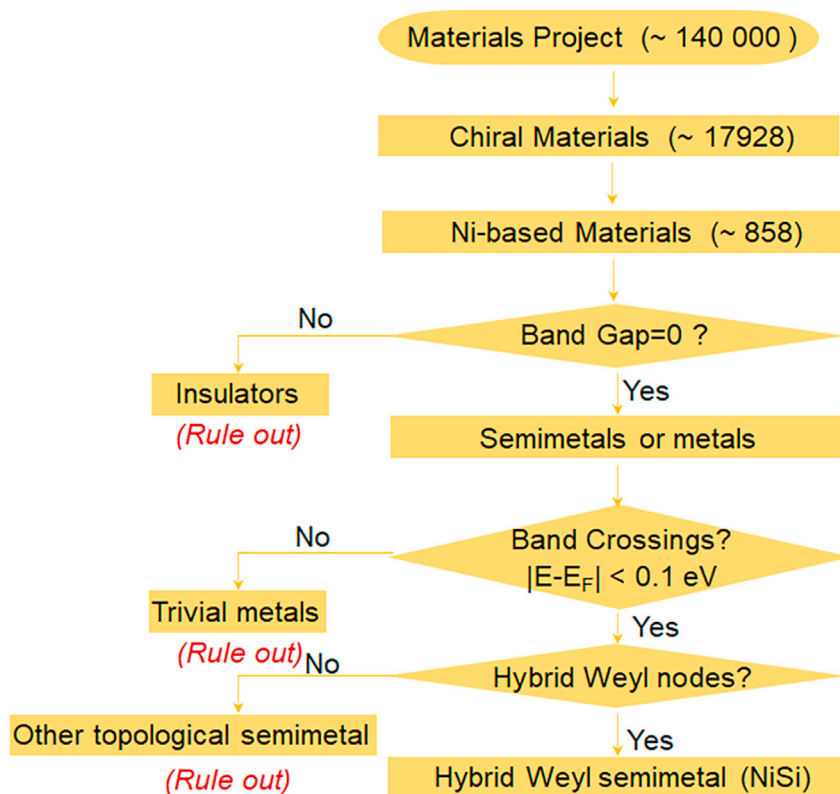 Materials Project (~ 140 000 )
Chiral Materials (~ 17928)
Ni-based Materials (~ 858)
No
Band Gap=0 ?
Insulators
Yes
(Rule out)
Semimetals or metals
No
Band Crossings?
|E-E_F| < 0.1 eV
Trivial metals
Yes
(Rule out)
No
Hybrid Weyl nodes?
Other topological semimetal
Yes
(Rule out)
Hybrid Weyl semimetal (NiSi)